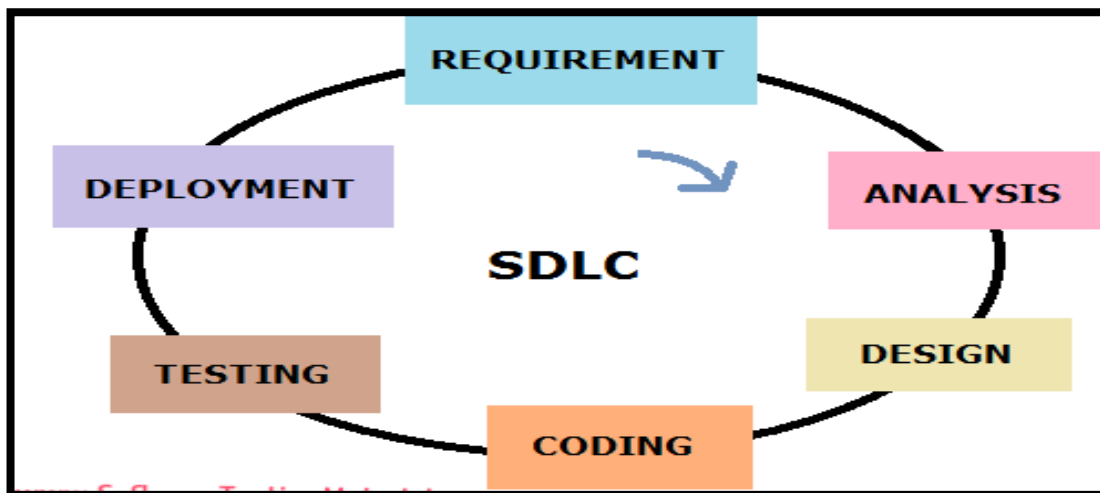 REQUIREMENT
ANALYSIS
DESIGN
CODING
TESTING
DEPLOYMENT
SDLC